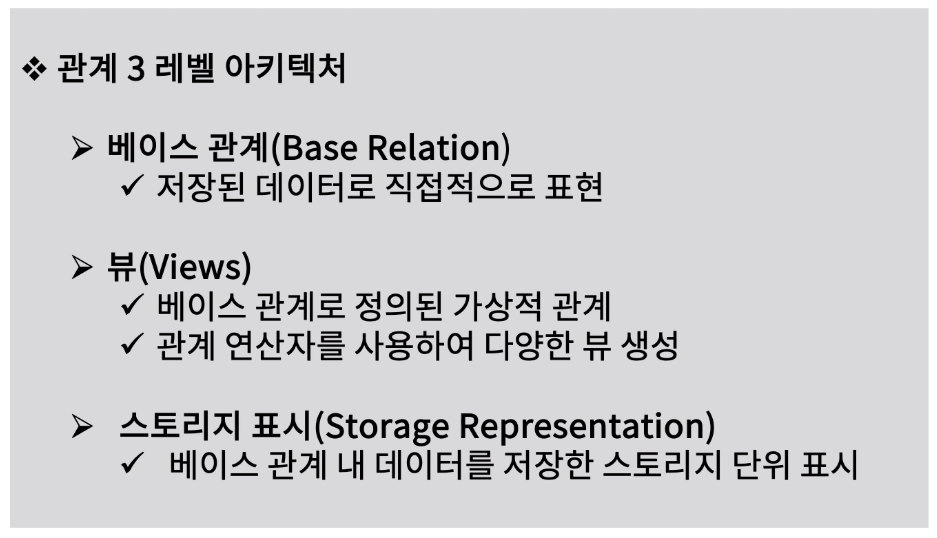 ❖ 관계 3 레벨 아키텍처
➢ 베이스 관계(Base Relation)
✓ 저장된 데이터로 직접적으로 표현
➢ 뷰(Views)
✓ 베이스 관계로 정의된 가상적 관계
✓ 관계 연산자를 사용하여 다양한 뷰 생성
➢ 스토리지 표시(Storage Representation)
✓ 베이스 관계 내 데이터를 저장한 스토리지 단위 표시